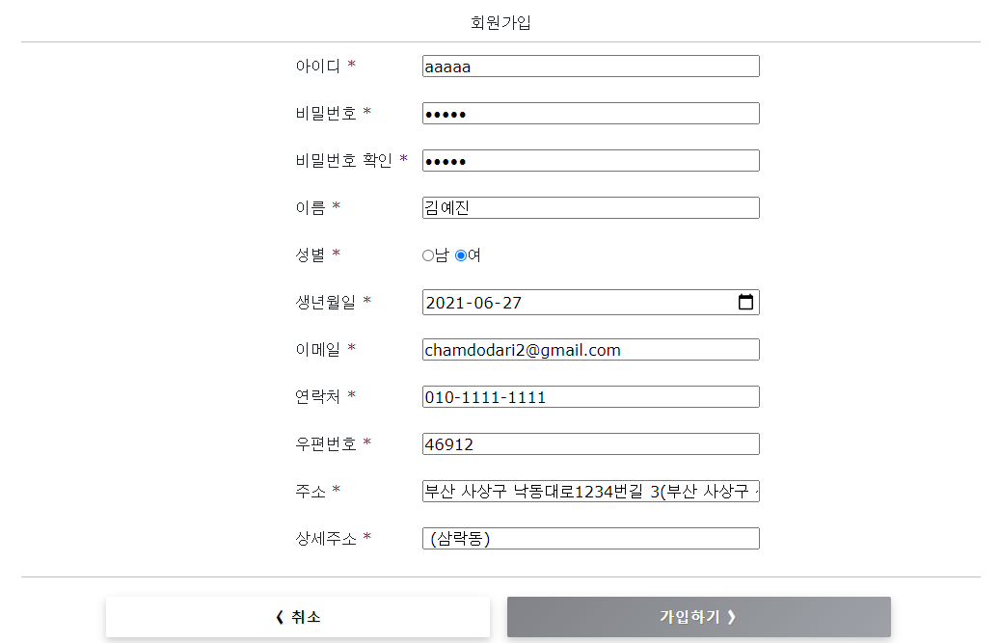 회원가입
아이디 * aaaaa
비밀번호 * •••••
비밀번호 확인 * •••••
이름 * 김예진
성별 * 남 여
생년월일 * 2021-06-27
이메일 * chamdodari2@gmail.com
연락처 * 010-1111-1111
우편번호 * 46912
주소 * 부산 사상구 낙동대로1234번길 3(부산 사상구
상세주소 * (삼락동)
《 취소 가입하기 》